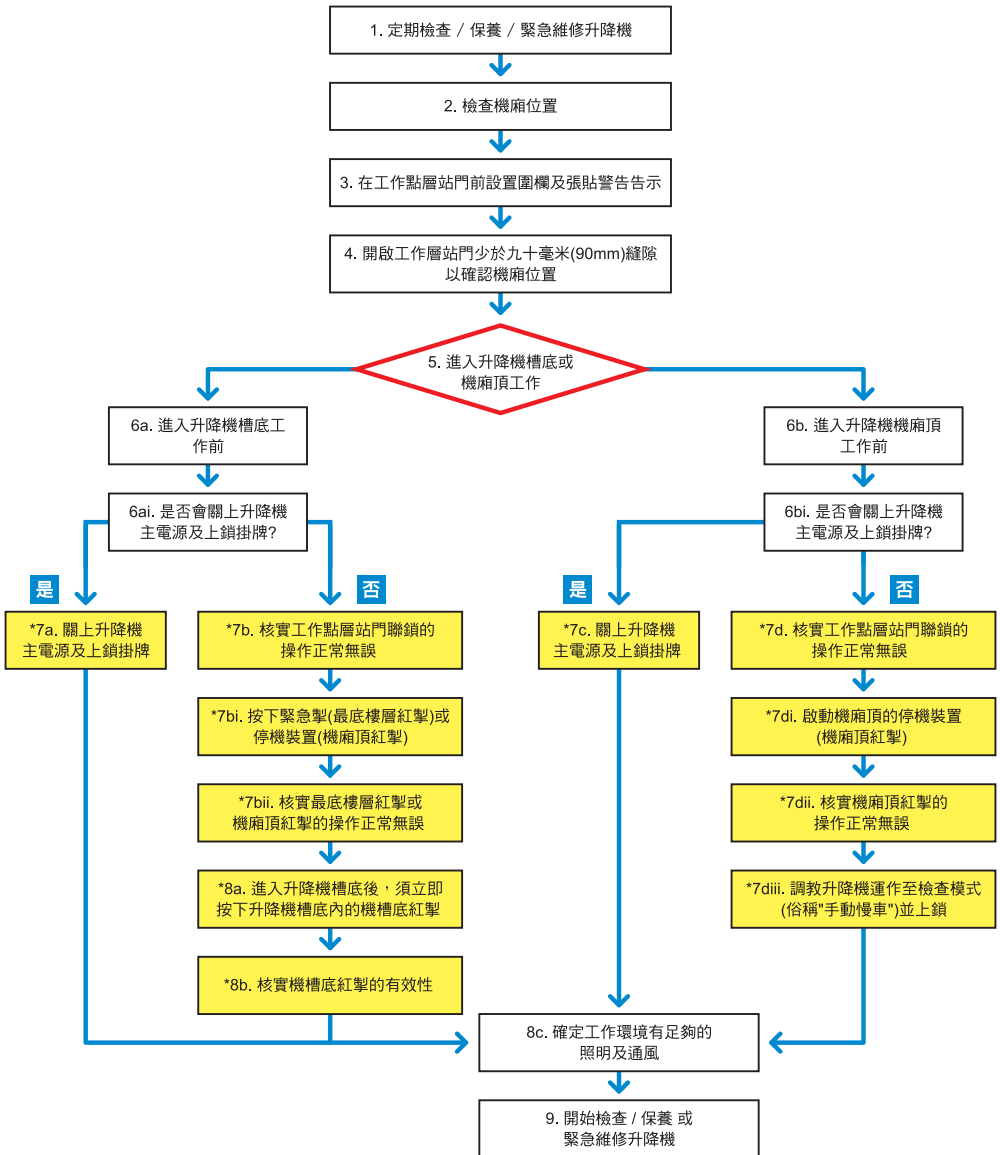 1. 定期檢查 / 保養 / 緊急維修升降機
2. 檢查機廂位置
3. 在工作點層站門前設置圍欄及張貼警告告示
4. 開啟工作層站門少於九十毫米(90mm)縫隙
以確認機廂位置
5. 進入升降機槽底或
機廂頂工作
6a. 進入升降機槽底工
作前
6ai. 是否會關上升降機
主電源及上鎖掛牌?
是
否
*7a. 關上升降機
主電源及上鎖掛牌
*7b. 核實工作點層站門聯鎖的
操作正常無誤
*7bi. 按下緊急掣(最底樓層紅掣)或
停機裝置(機廂頂紅掣)
*7bii. 核實最底樓層紅掣或
機廂頂紅掣的操作正常無誤
*8a. 進入升降機槽底後,須立即
按下升降機槽底內的機槽底紅掣
*8b. 核實機槽底紅掣的有效性
6b. 進入升降機機廂頂
工作前
6bi. 是否會關上升降機
主電源及上鎖掛牌?
是
否
*7c. 關上升降機
主電源及上鎖掛牌
*7d. 核實工作點層站門聯鎖的
操作正常無誤
*7di. 啟動機廂頂的停機裝置
(機廂頂紅掣)
*7dii. 核實機廂頂紅掣的
操作正常無誤
*7diii. 調教升降機運作至檢查模式
(俗稱"手動慢車")並上鎖
8c. 確定工作環境有足夠的
照明及通風
9. 開始檢查 / 保養 或
緊急維修升降機